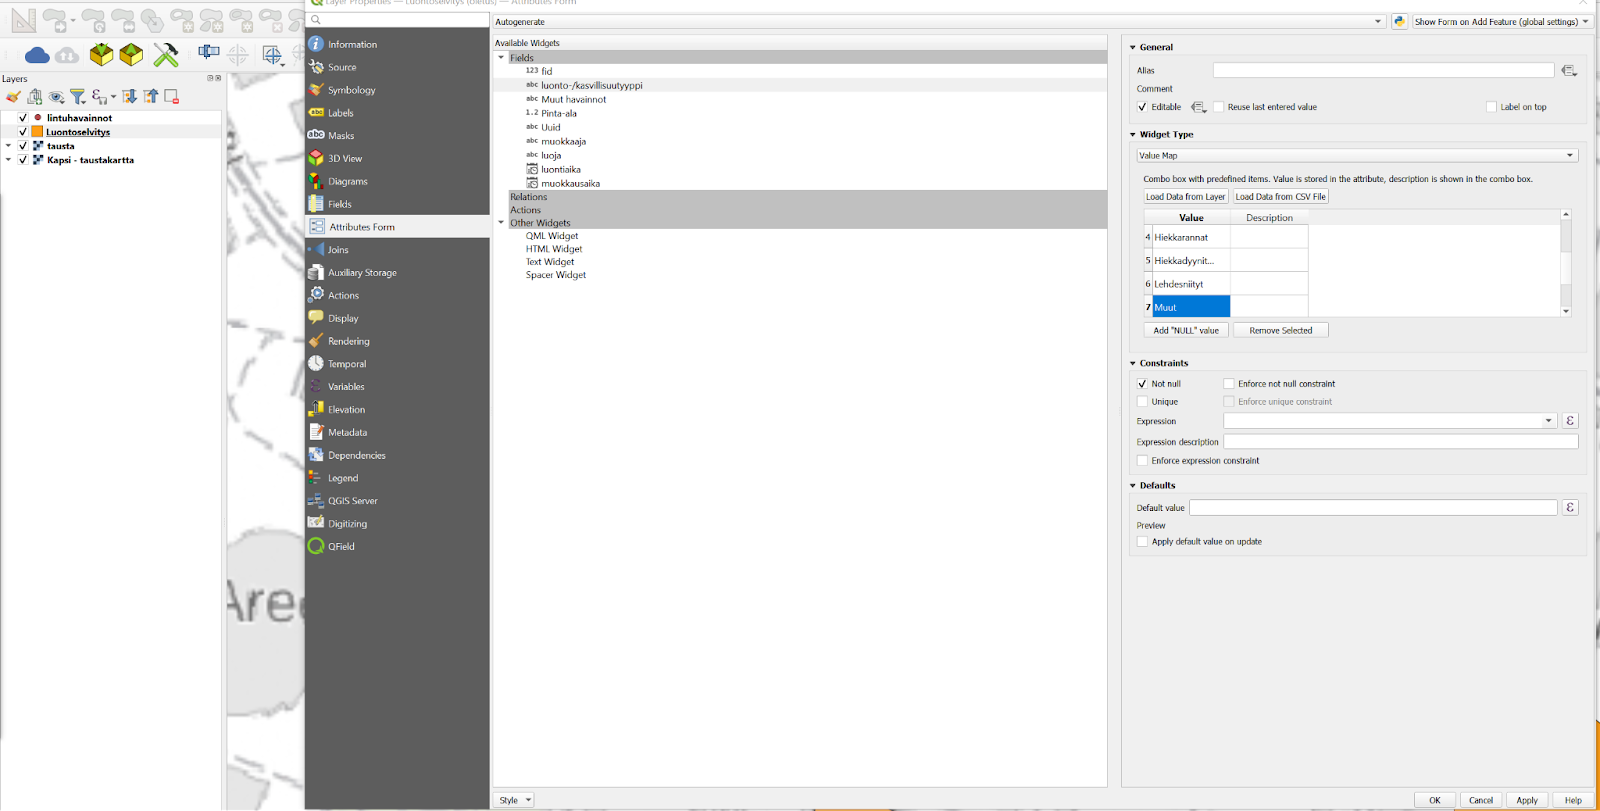 Layer Properties — Luontoselvitys (oletus) — Attributes Form
Layers
lintuhavainnot
Luontoselvitys
tausta
Kapsi - taustakartta
Information
Source
Symbology
abc Labels
abc Masks
3D View
Diagrams
Fields
Attributes Form
Joins
Auxiliary Storage
Actions
Display
Rendering
Temporal
Variables
Elevation
Metadata
Dependencies
Legend
QGIS Server
Digitizing
QField
Autogenerate
Show Form on Add Feature (global settings)
Available Widgets
Fields
123 fid
abc luonto-/kasvillisuutyyppi
abc Muut havainnot
1.2 Pinta-ala
abc Uuid
abc muokkaaja
abc luoja
luontiaika
muokkausaika
Relations
Actions
Other Widgets
QML Widget
HTML Widget
Text Widget
Spacer Widget
General
Alias
Comment
Editable
Reuse last entered value
Label on top
Widget Type
Value Map
Combo box with predefined items. Value is stored in the attribute, description is shown in the combo box.
Load Data from Layer
Load Data from CSV File
Value Description
4 Hiekkarannat
5 Hiekkadyynit...
6 Lehdesniityt
7 Muut
Add "NULL" value
Remove Selected
Constraints
Not null
Enforce not null constraint
Unique
Enforce unique constraint
Expression
ε
Expression description
Enforce expression constraint
Defaults
Default value
ε
Preview
Apply default value on update
Style
OK
Cancel
Apply
Help